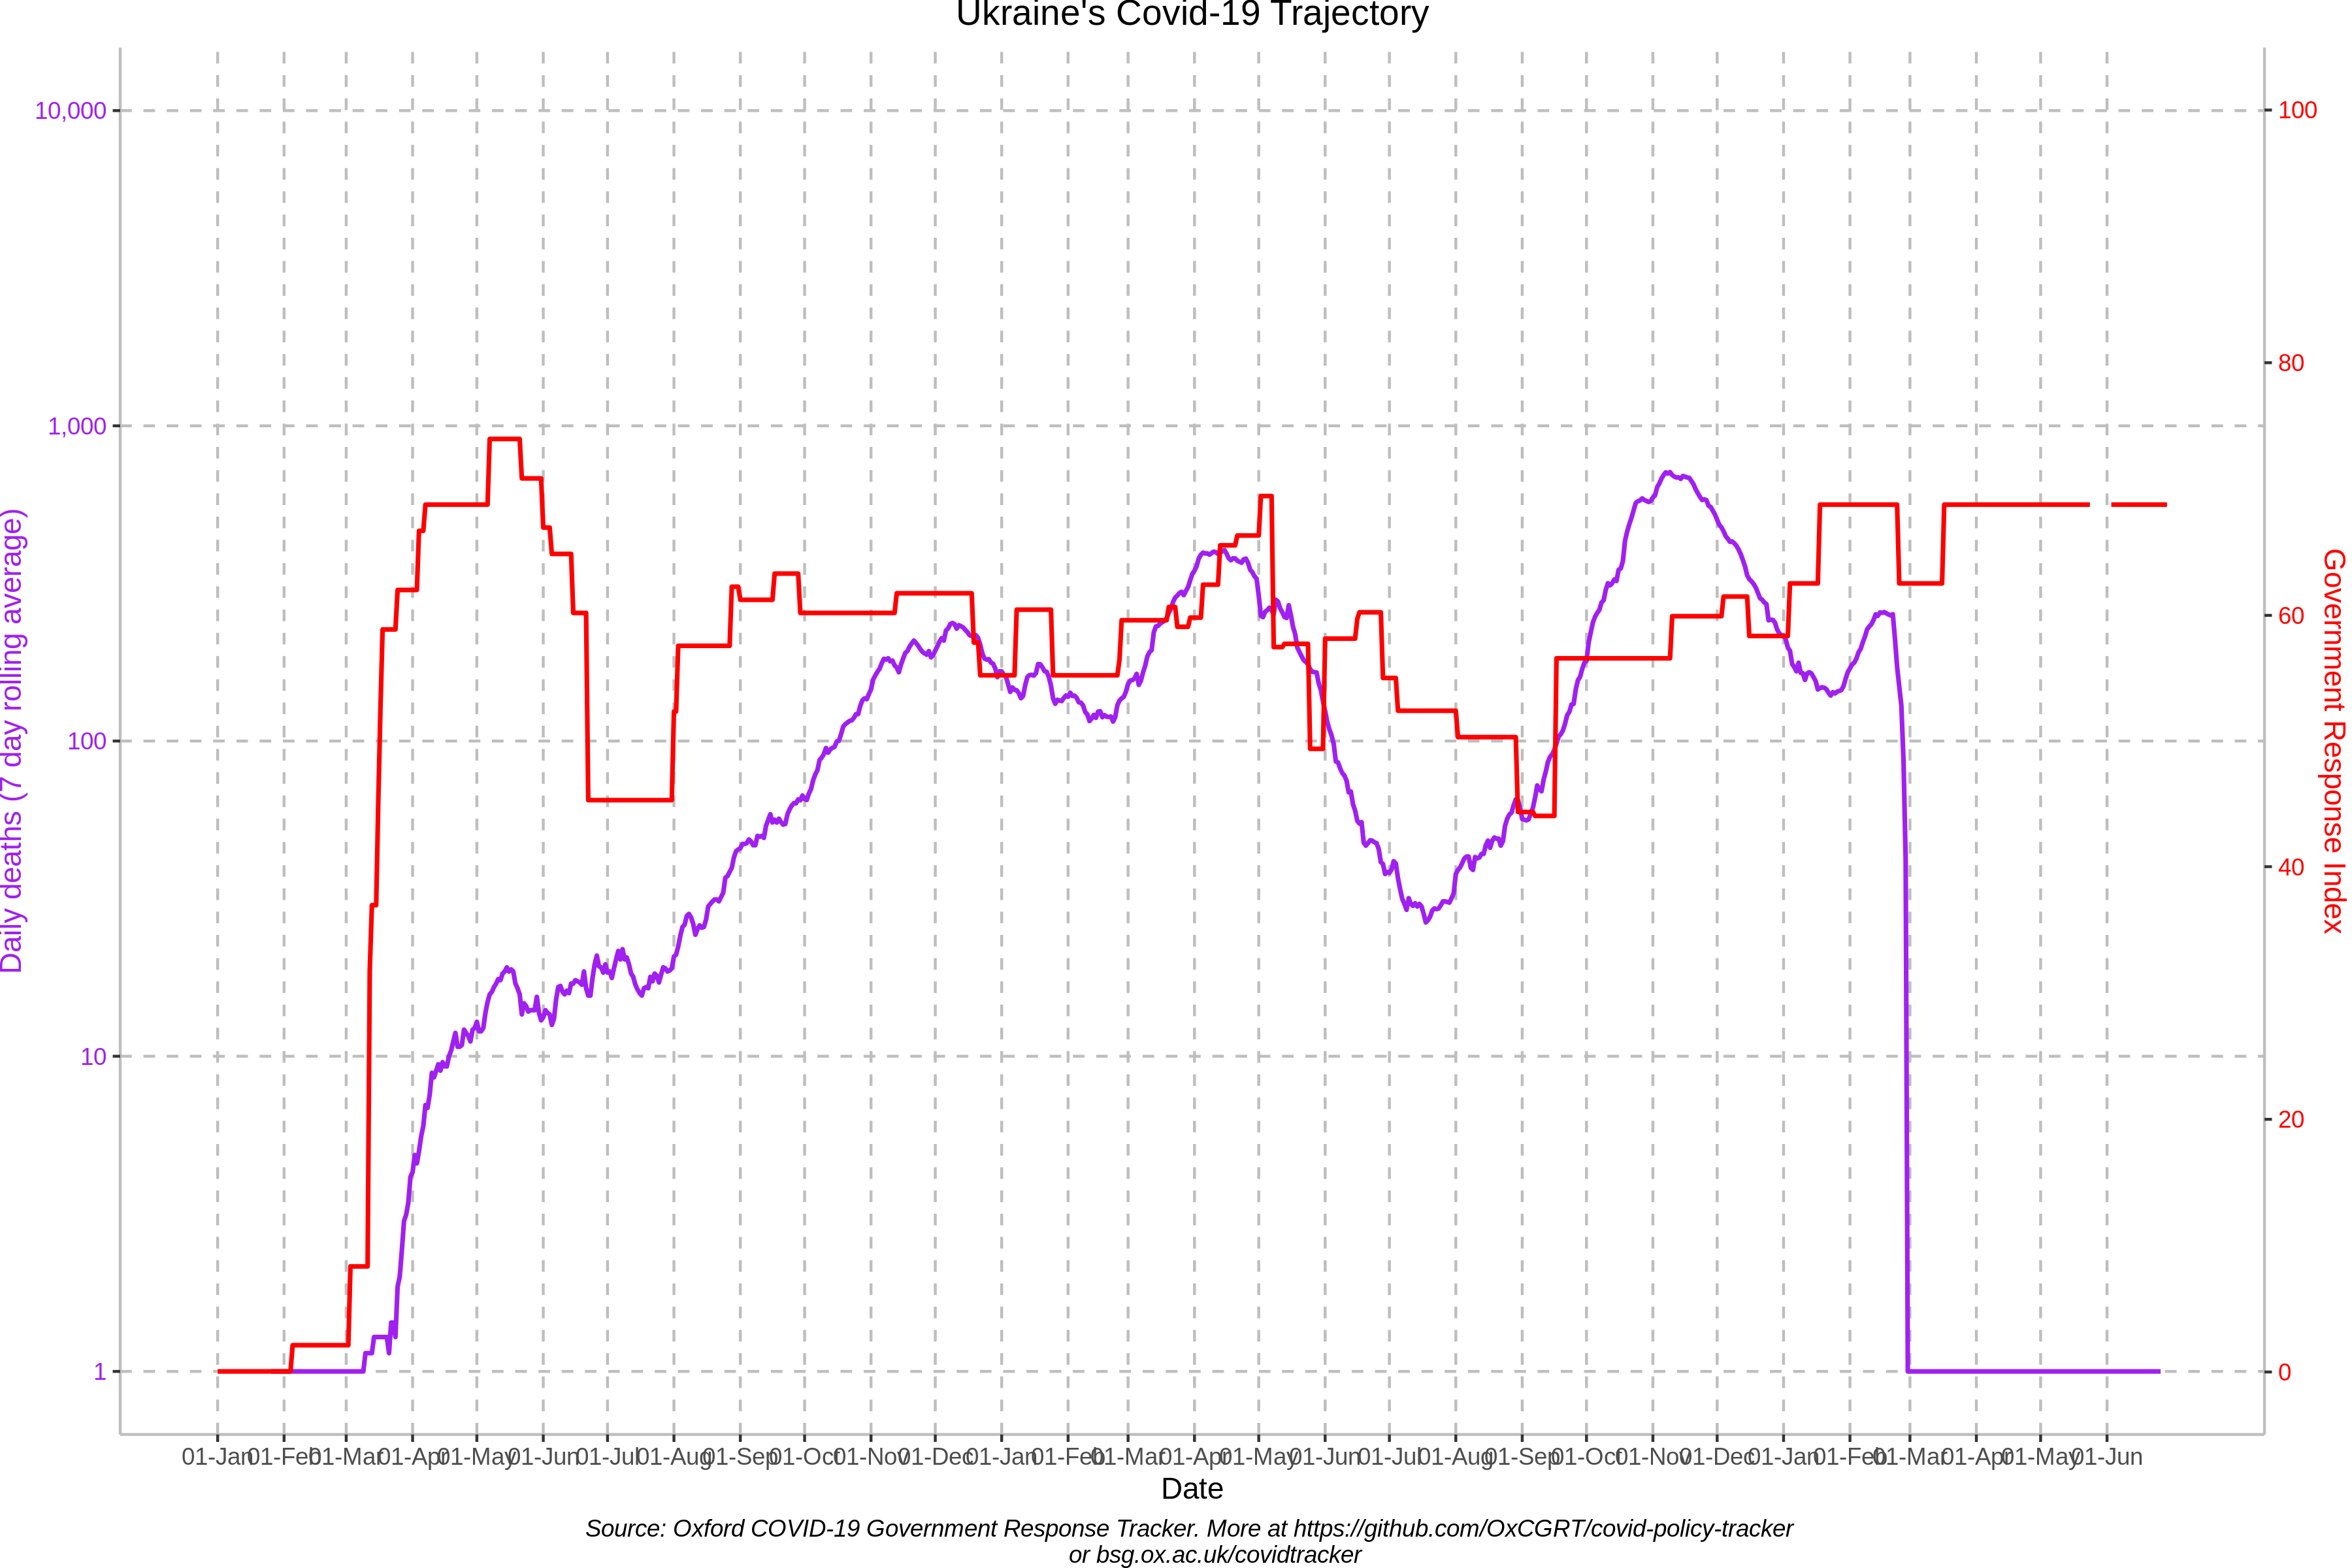 Ukraine's Covid-19 Trajectory
10,000
1,000
100
10
1
Daily deaths (7 day rolling average)
100
80
60
40
20
0
Government Response Index
01-Jan 01-Feb 01-Mar 01-Apr 01-May 01-Jun 01-Jul 01-Aug 01-Sep 01-Oct 01-Nov 01-Dec 01-Jan 01-Feb 01-Mar 01-Apr 01-May 01-Jun 01-Jul 01-Aug 01-Sep 01-Oct 01-Nov 01-Dec 01-Jan 01-Feb 01-Mar 01-Apr 01-May 01-Jun
Date
Source: Oxford COVID-19 Government Response Tracker. More at https://github.com/OxCGRT/covid-policy-tracker
or bsg.ox.ac.uk/covidtracker